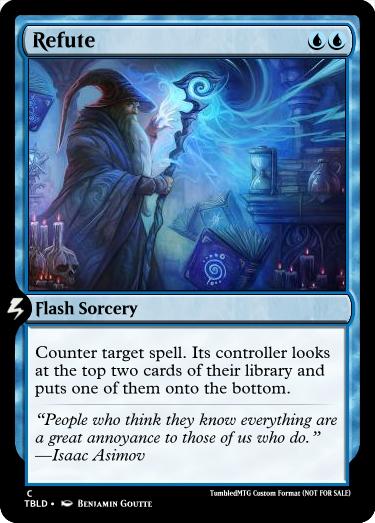 Refute
Flash Sorcery
Counter target spell. Its controller looks
at the top two cards of their library and
puts one of them onto the bottom.
“People who think they know everything are
a great annoyance to those of us who do.”
—Isaac Asimov
C
TBLD • Benjamin Goutte
TumbledMTG Custom Format (NOT FOR SALE)